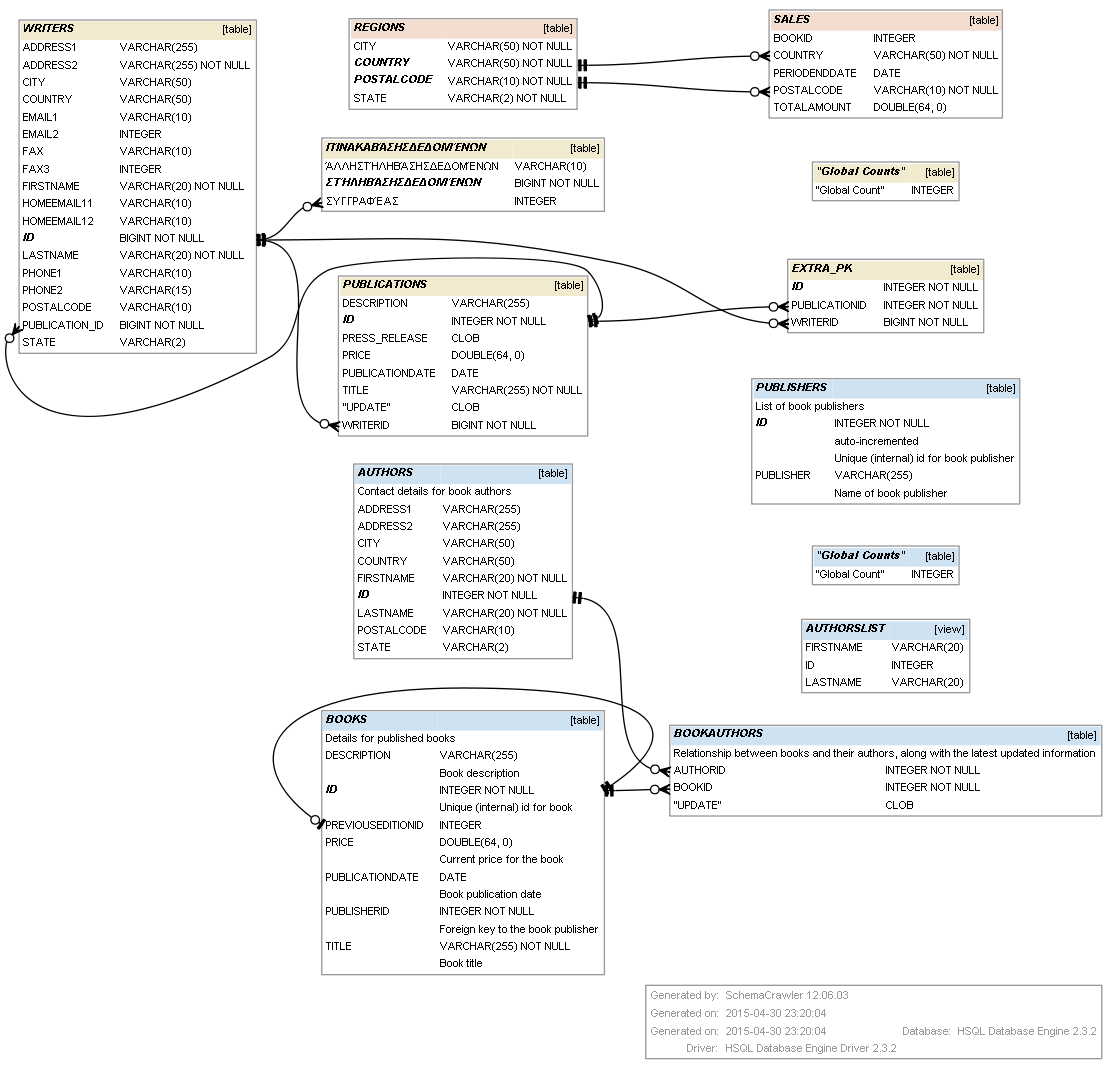 WRITERS [table]
ADDRESS1 VARCHAR(255)
ADDRESS2 VARCHAR(255) NOT NULL
CITY VARCHAR(50)
COUNTRY VARCHAR(50)
EMAIL1 VARCHAR(10)
EMAIL2 INTEGER
FAX VARCHAR(10)
FAX3 INTEGER
FIRSTNAME VARCHAR(20) NOT NULL
HOMEEMAIL11 VARCHAR(10)
HOMEEMAIL12 VARCHAR(10)
ID BIGINT NOT NULL
LASTNAME VARCHAR(20) NOT NULL
PHONE1 VARCHAR(10)
PHONE2 VARCHAR(15)
POSTALCODE VARCHAR(10)
PUBLICATION_ID BIGINT NOT NULL
STATE VARCHAR(2)
REGIONS [table]
CITY VARCHAR(50) NOT NULL
COUNTRY VARCHAR(50) NOT NULL
POSTALCODE VARCHAR(10) NOT NULL
STATE VARCHAR(2) NOT NULL
SALES [table]
BOOKID INTEGER
COUNTRY VARCHAR(50) NOT NULL
PERIODENDDATE DATE
POSTALCODE VARCHAR(10) NOT NULL
TOTALAMOUNT DOUBLE(64, 0)
ΠΊΝΑΚΑΒΆΣΗΣΔΕΔΟΜΈΝΩΝ [table]
ΆΛΛΗΣΤΉΛΗΒΆΣΗΣΔΕΔΟΜΈΝΩΝ VARCHAR(10)
ΣΤΉΛΗΒΆΣΗΣΔΕΔΟΜΈΝΩΝ BIGINT NOT NULL
ΣΥΓΓΡΑΦΈΑΣ INTEGER
"Global Counts" [table]
"Global Count" INTEGER
PUBLICATIONS [table]
DESCRIPTION VARCHAR(255)
ID INTEGER NOT NULL
PRESS_RELEASE CLOB
PRICE DOUBLE(64, 0)
PUBLICATIONDATE DATE
TITLE VARCHAR(255) NOT NULL
"UPDATE" CLOB
WRITERID BIGINT NOT NULL
EXTRA_PK [table]
ID INTEGER NOT NULL
PUBLICATIONID INTEGER NOT NULL
WRITERID BIGINT NOT NULL
PUBLISHERS [table]
List of book publishers
ID INTEGER NOT NULL
auto-incremented
Unique (internal) id for book publisher
PUBLISHER VARCHAR(255)
Name of book publisher
AUTHORS [table]
Contact details for book authors
ADDRESS1 VARCHAR(255)
ADDRESS2 VARCHAR(255)
CITY VARCHAR(50)
COUNTRY VARCHAR(50)
FIRSTNAME VARCHAR(20) NOT NULL
ID INTEGER NOT NULL
LASTNAME VARCHAR(20) NOT NULL
POSTALCODE VARCHAR(10)
STATE VARCHAR(2)
"Global Counts" [table]
"Global Count" INTEGER
AUTHORSLIST [view]
FIRSTNAME VARCHAR(20)
ID INTEGER
LASTNAME VARCHAR(20)
BOOKS [table]
Details for published books
DESCRIPTION VARCHAR(255)
Book description
ID INTEGER NOT NULL
Unique (internal) id for book
PREVIOUSEDITIONID INTEGER
PRICE DOUBLE(64, 0)
Current price for the book
PUBLICATIONDATE DATE
Book publication date
PUBLISHERID INTEGER NOT NULL
Foreign key to the book publisher
TITLE VARCHAR(255) NOT NULL
Book title
BOOKAUTHORS [table]
Relationship between books and their authors, along with the latest updated information
AUTHORID INTEGER NOT NULL
BOOKID INTEGER NOT NULL
"UPDATE" CLOB
Generated by: SchemaCrawler 12.06.03
Generated on: 2015-04-30 23:20:04
Generated on: 2015-04-30 23:20:04 Database: HSQL Database Engine 2.3.2
Driver: HSQL Database Engine Driver 2.3.2